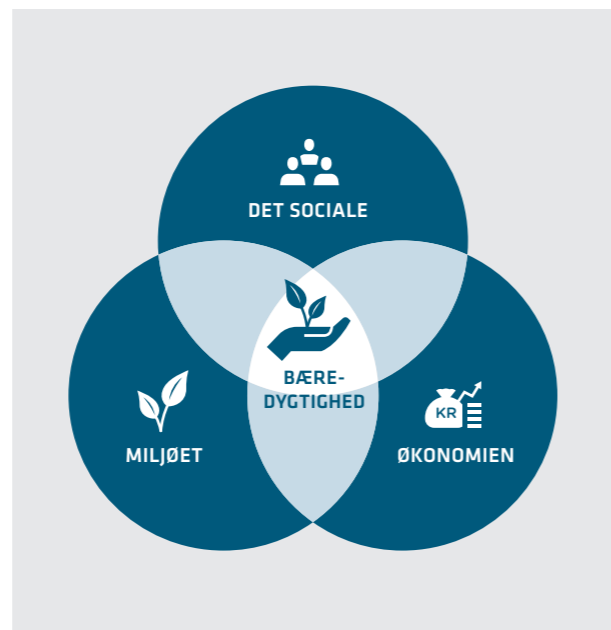 DET SOCIALE
BÆRE-
DYGTIGHED
KR
MILJØET
ØKONOMIEN